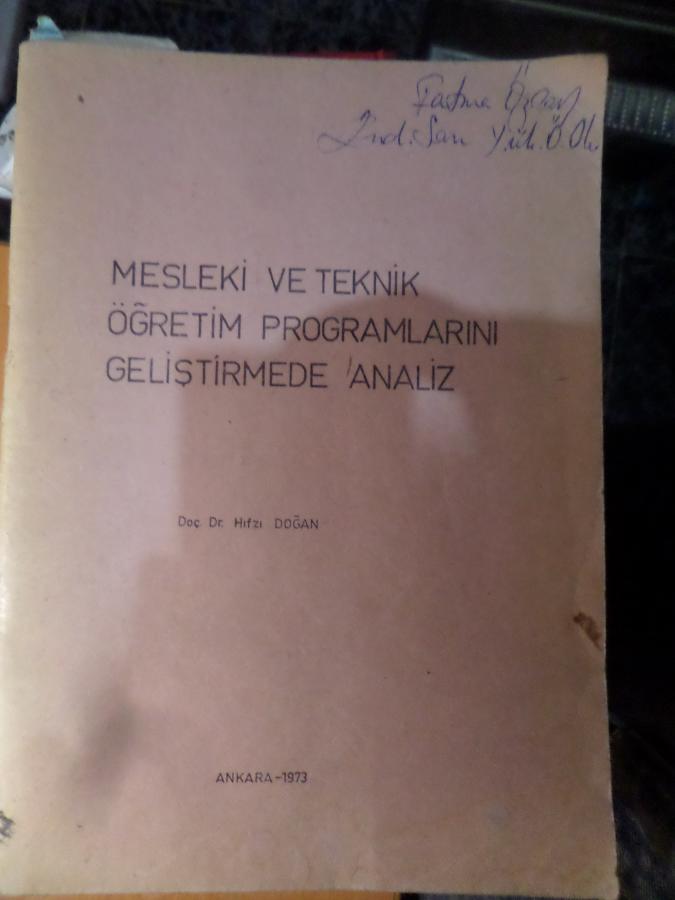 Fatma Özcan
End. San Yük. Ö. Ok.
MESLEKİ VE TEKNİK
ÖĞRETİM PROGRAMLARINI
GELİŞTİRMEDE ANALİZ
Doç. Dr. Hıfzı DOĞAN
ANKARA-1973